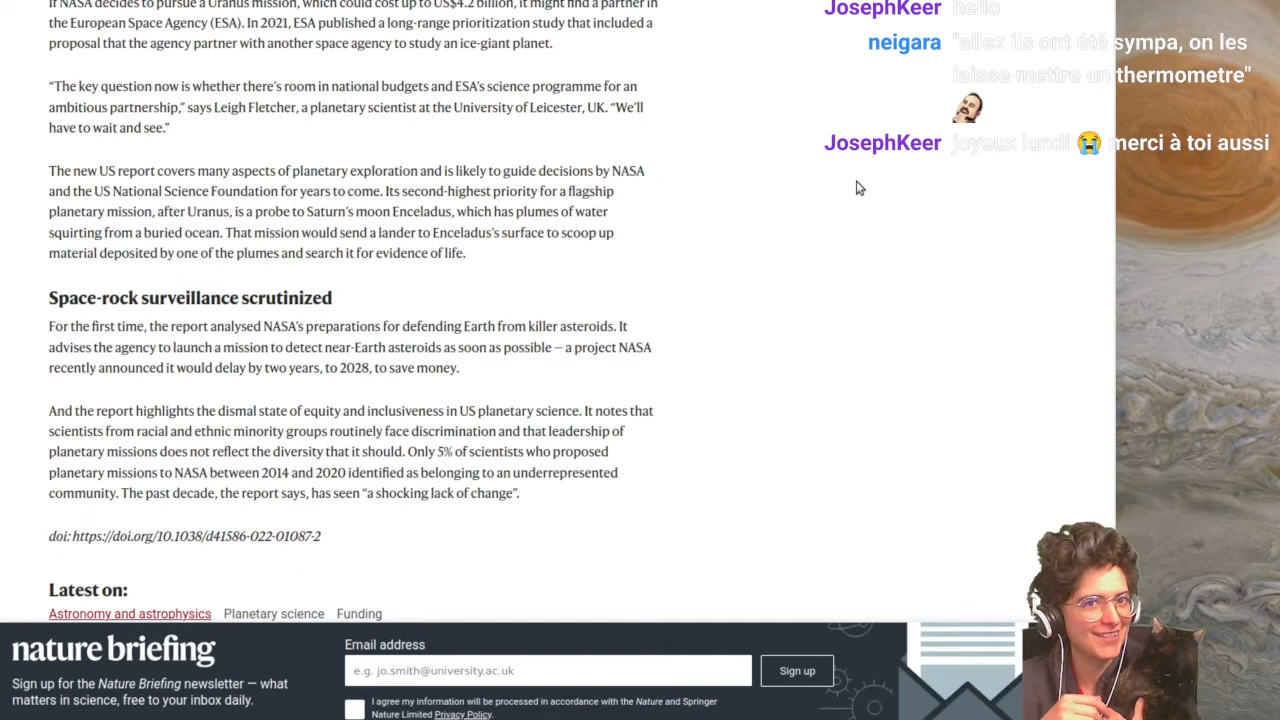 If NASA decides to pursue a Uranus mission, which could cost up to US$4.2 billion, it might find a partner in
the European Space Agency (ESA). In 2021, ESA published a long-range prioritization study that included a
proposal that the agency partner with another space agency to study an ice-giant planet.
“The key question now is whether there’s room in national budgets and ESA’s science programme for an
ambitious partnership,” says Leigh Fletcher, a planetary scientist at the University of Leicester, UK. “We’ll
have to wait and see.”
The new US report covers many aspects of planetary exploration and is likely to guide decisions by NASA
and the US National Science Foundation for years to come. Its second-highest priority for a flagship
planetary mission, after Uranus, is a probe to Saturn’s moon Enceladus, which has plumes of water
squirting from a buried ocean. That mission would send a lander to Enceladus’s surface to scoop up
material deposited by one of the plumes and search it for evidence of life.
Space-rock surveillance scrutinized
For the first time, the report analysed NASA’s preparations for defending Earth from killer asteroids. It
advises the agency to launch a mission to detect near-Earth asteroids as soon as possible — a project NASA
recently announced it would delay by two years, to 2028, to save money.
And the report highlights the dismal state of equity and inclusiveness in US planetary science. It notes that
scientists from racial and ethnic minority groups routinely face discrimination and that leadership of
planetary missions does not reflect the diversity that it should. Only 5% of scientists who proposed
planetary missions to NASA between 2014 and 2020 identified as belonging to an underrepresented
community. The past decade, the report says, has seen “a shocking lack of change”.
doi: https://doi.org/10.1038/d41586-022-01087-2
Latest on:
Astronomy and astrophysics Planetary science Funding
JosephKeer hello
neigara "allez ils ont été sympa, on les
laisse mettre un thermometre"
JosephKeer joyeux lundi 😭 merci à toi aussi
nature briefing
Sign up for the Nature Briefing newsletter — what
matters in science, free to your inbox daily.
Email address
e.g. jo.smith@university.ac.uk
Sign up
I agree my information will be processed in accordance with the Nature and Springer
Nature Limited Privacy Policy.